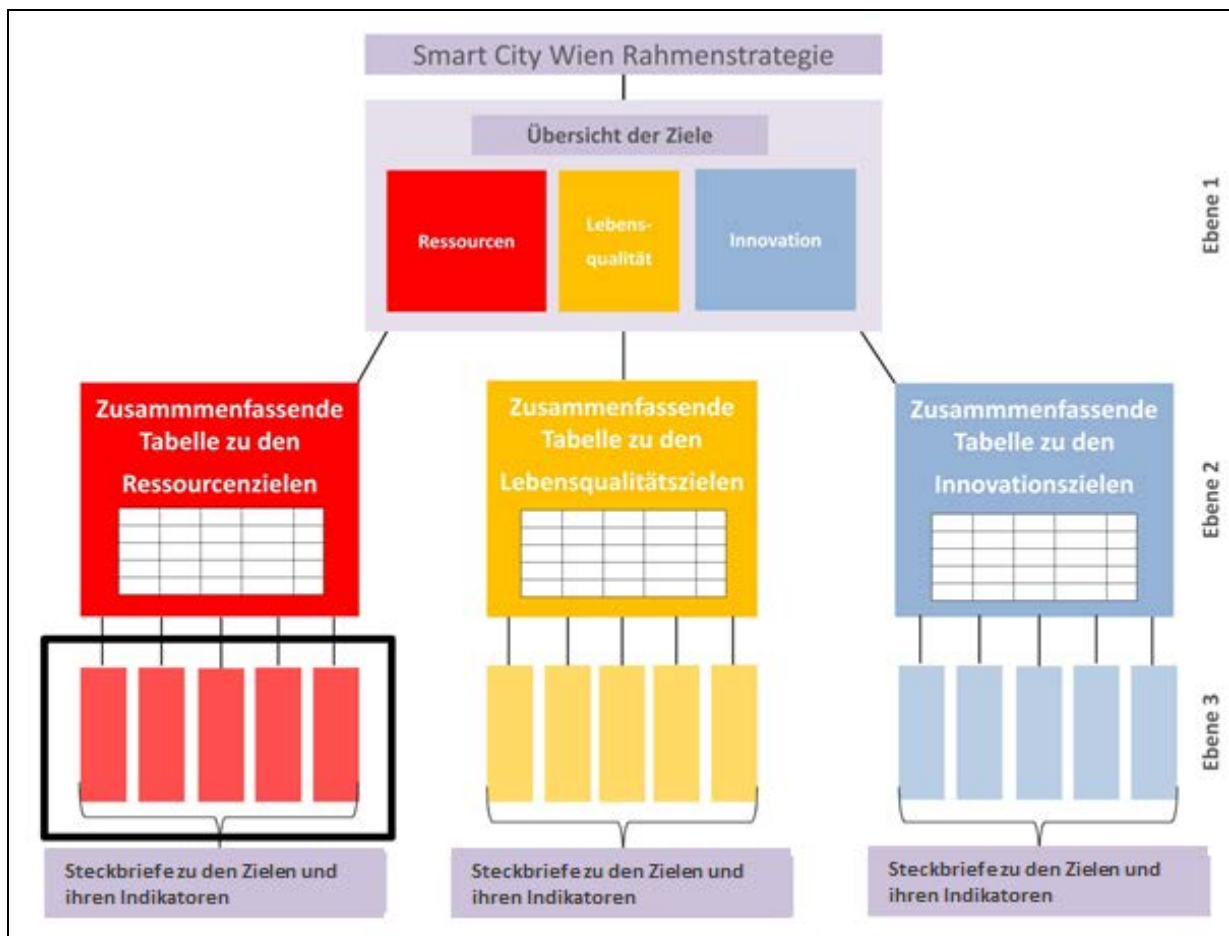 Smart City Wien Rahmenstrategie
Übersicht der Ziele
Ressourcen
Lebens-
qualität
Innovation
Ebene 1
Zusammmenfassende
Tabelle zu den
Ressourcenzielen
Zusammenfassende
Tabelle zu den
Lebensqualitätszielen
Zusammmenfassende
Tabelle zu den
Innovationszielen
Ebene 2
Ebene 3
Steckbriefe zu den Zielen und
ihren Indikatoren
Steckbriefe zu den Zielen und
ihren Indikatoren
Steckbriefe zu den Zielen und
ihren Indikatoren